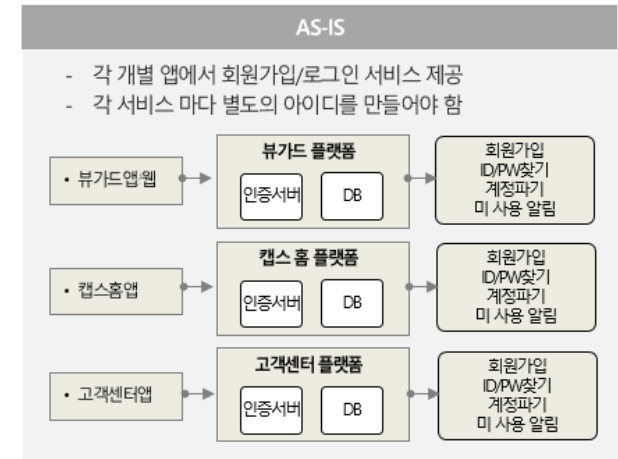 AS-IS
- 각 개별 앱에서 회원가입/로그인 서비스 제공
- 각 서비스 마다 별도의 아이디를 만들어야 함
• 뷰가드앱/웹
뷰가드 플랫폼
인증서버
DB
회원가입
ID/PW찾기
계정파기
미 사용 알림
• 캡스홈앱
캡스 홈 플랫폼
인증서버
DB
회원가입
ID/PW찾기
계정파기
미 사용 알림
• 고객센터앱
고객센터 플랫폼
인증서버
DB
회원가입
ID/PW찾기
계정파기
미 사용 알림